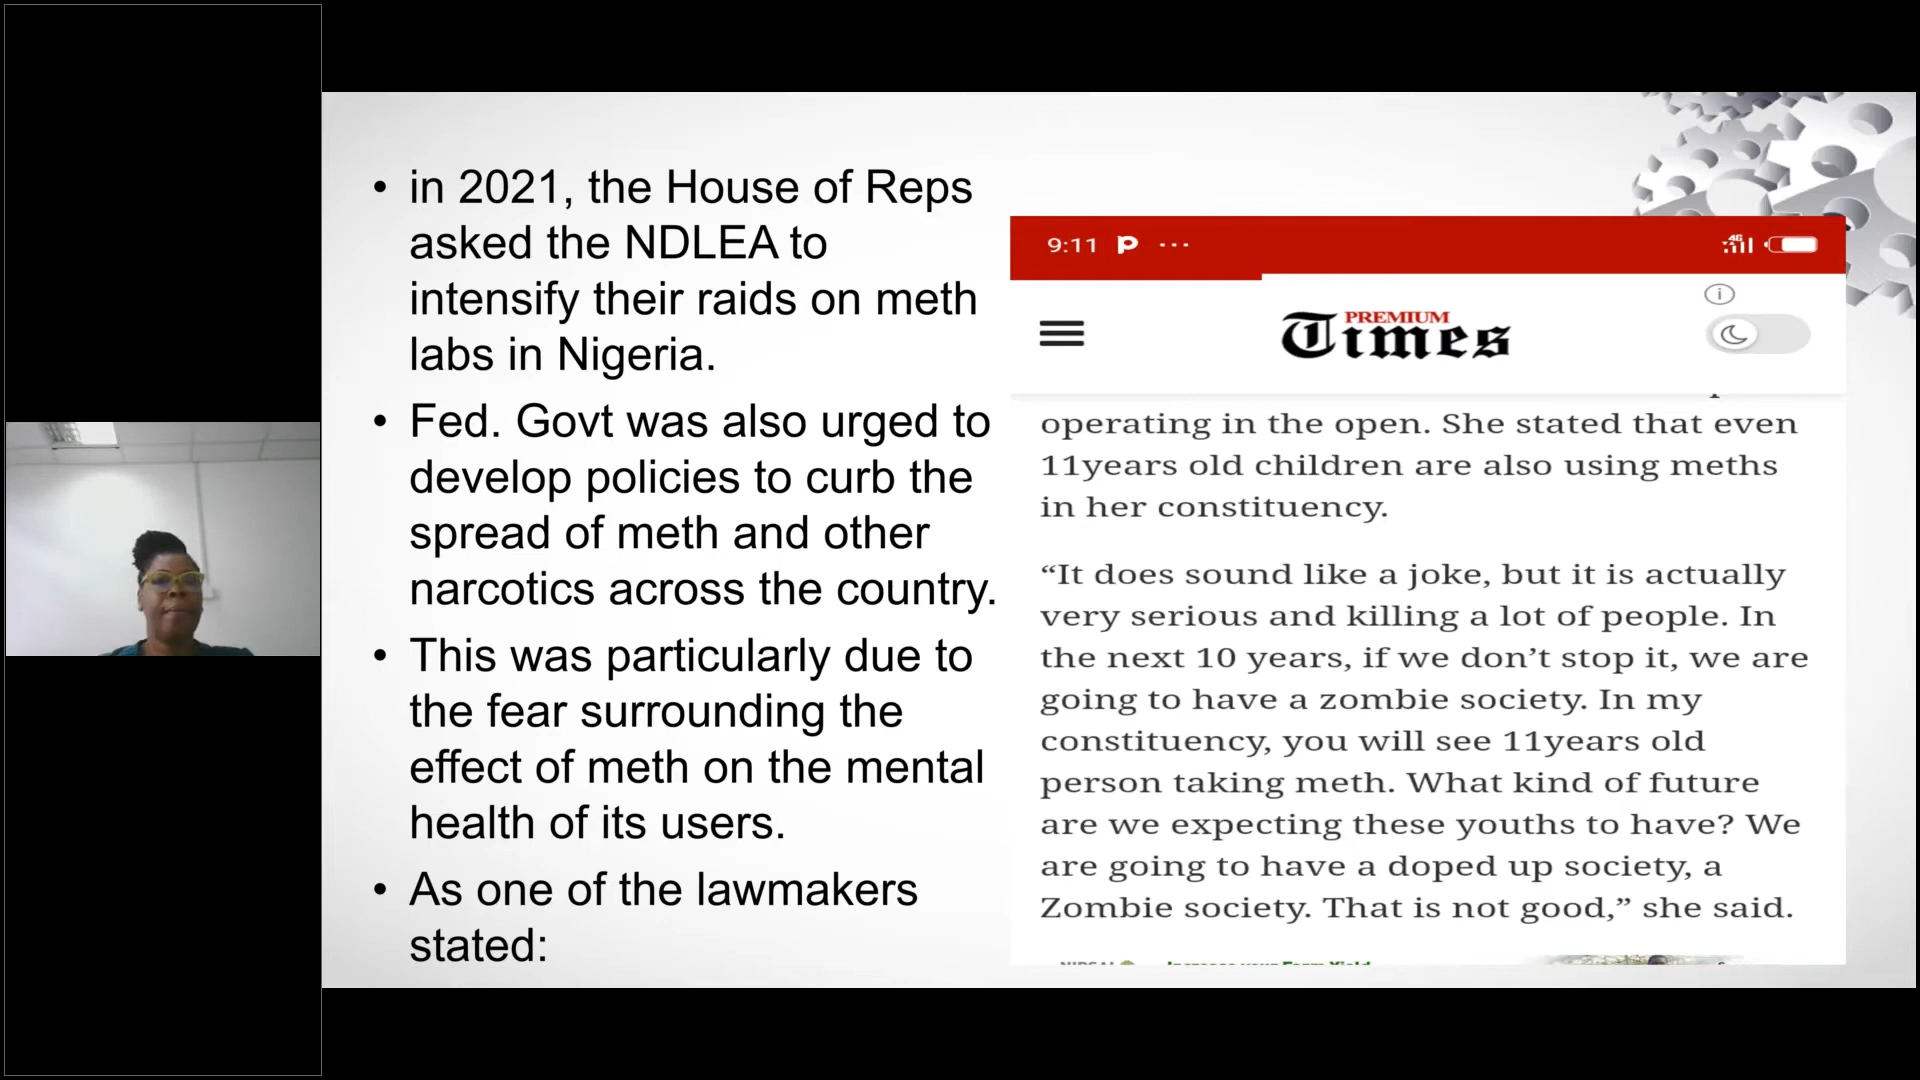 • in 2021, the House of Reps
asked the NDLEA to
intensify their raids on meth
labs in Nigeria.
• Fed. Govt was also urged to
develop policies to curb the
spread of meth and other
narcotics across the country.
• This was particularly due to
the fear surrounding the
effect of meth on the mental
health of its users.
• As one of the lawmakers
stated:
9:11 P ... 4G
PREMIUM
Times
operating in the open. She stated that even
11years old children are also using meths
in her constituency.
“It does sound like a joke, but it is actually
very serious and killing a lot of people. In
the next 10 years, if we don’t stop it, we are
going to have a zombie society. In my
constituency, you will see 11years old
person taking meth. What kind of future
are we expecting these youths to have? We
are going to have a doped up society, a
Zombie society. That is not good,” she said.
Increase your Farm Yield